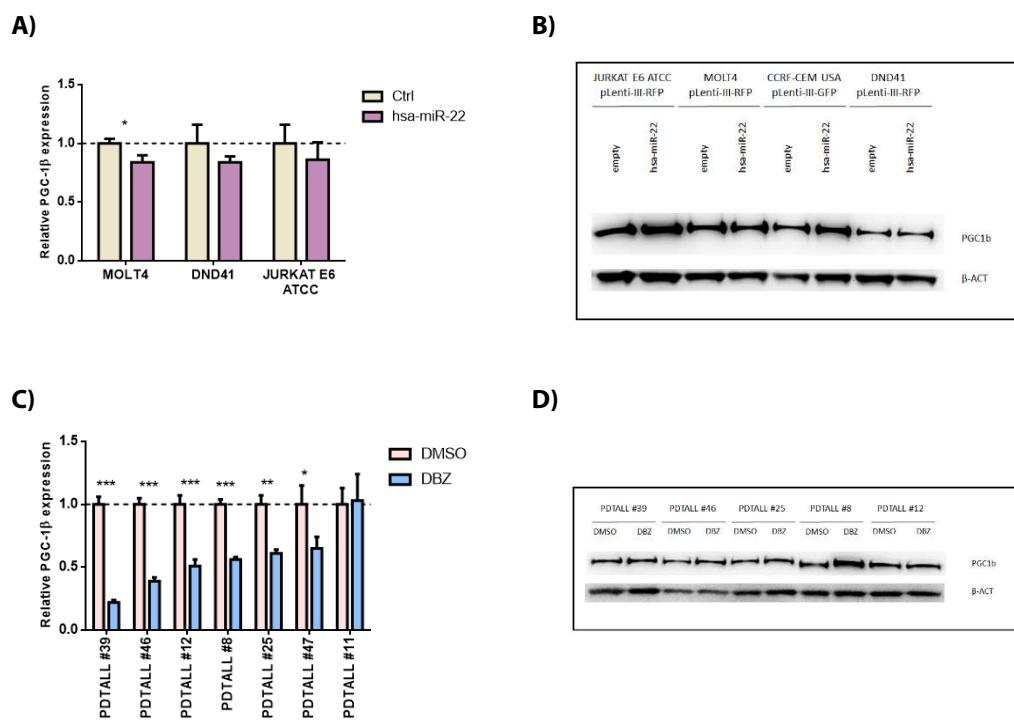 A)
Relative PGC-1β expression
1.5
1.0
0.5
0.0
*
Ctrl
hsa-miR-22
MOLT4
DND41
JURKAT E6
ATCC
B)
JURKAT E6 ATCC
pLenti-III-RFP
MOLT4
pLenti-III-RFP
CCRF-CEM USA
pLenti-III-GFP
DND41
pLenti-III-RFP
empty
hsa-miR-22
empty
hsa-miR-22
empty
hsa-miR-22
empty
hsa-miR-22
PGC1b
β-ACT
C)
Relative PGC-1β expression
1.5
1.0
0.5
0.0
***
***
***
***
**
*
DMSO
DBZ
PDTALL #39
PDTALL #46
PDTALL #12
PDTALL #8
PDTALL #25
PDTALL #47
PDTALL #11
D)
PDTALL #39 PDTALL #46 PDTALL #25 PDTALL #8 PDTALL #12
DMSO DBZ DMSO DBZ DMSO DBZ DMSO DBZ DMSO DBZ
PGC1b
β-ACT